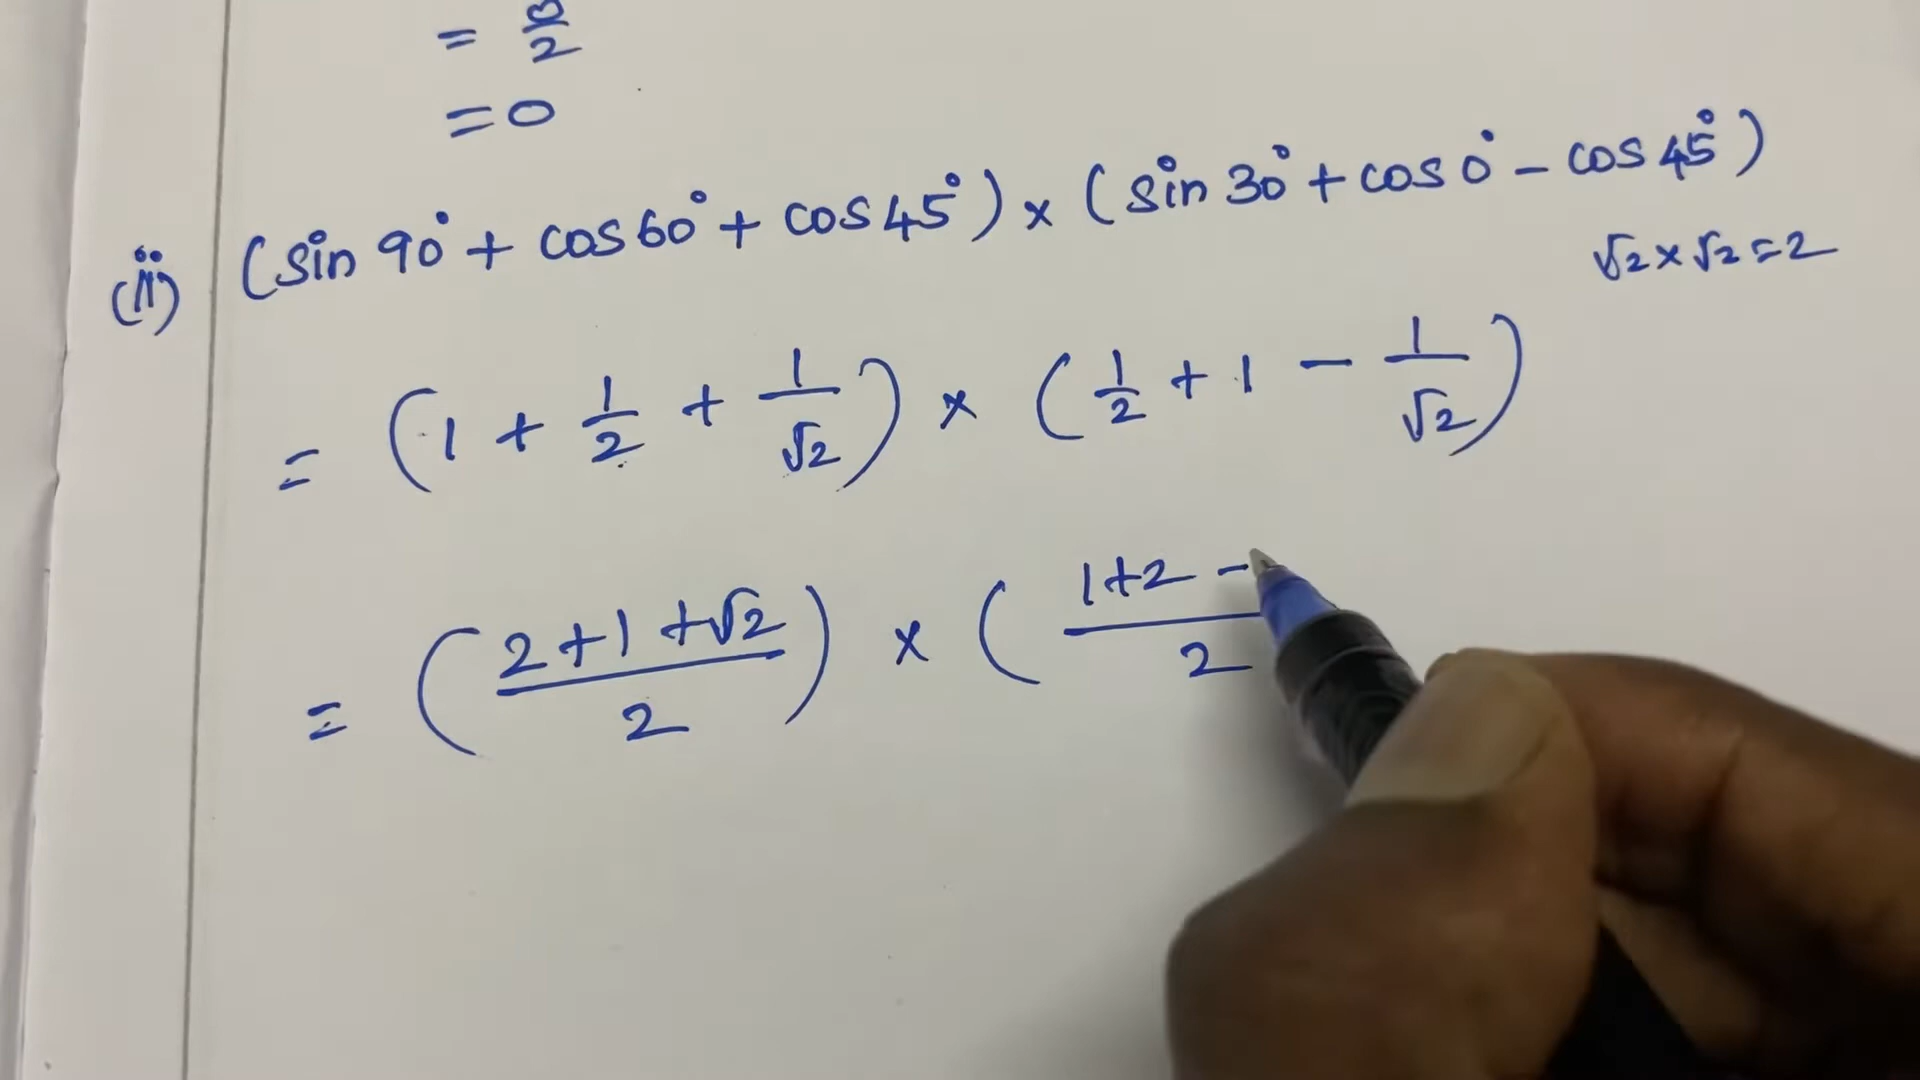 = 0/2
= 0
(ii) (sin 90° + cos 60° + cos 45°) × (sin 30° + cos 0° - cos 45°)
√2 × √2 = 2
= (1 + 1/2 + 1/√2) × (1/2 + 1 - 1/√2)
= ((2+1+√2)/2) × ((1+2 -)/2